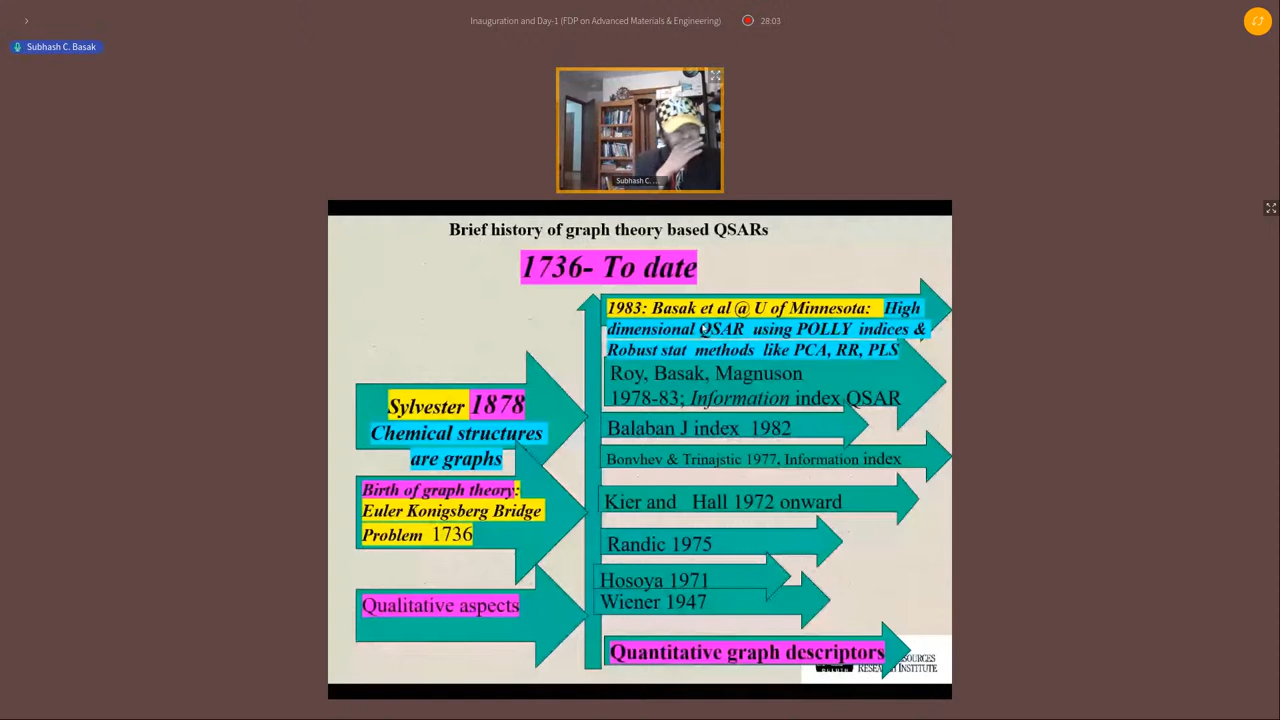 Inauguration and Day-1 (FDP on Advanced Materials & Engineering)
28:03
Subhash C. Basak
Subhash C. ...
Brief history of graph theory based QSARs
1736- To date
1983: Basak et al @ U of Minnesota: High
dimensional QSAR using POLLY indices &
Robust stat methods like PCA, RR, PLS
Roy, Basak, Magnuson
1978-83; Information index QSAR
Balaban J index 1982
Bonvhev & Trinajstic 1977, Information index
Kier and Hall 1972 onward
Randic 1975
Hosoya 1971
Wiener 1947
Quantitative graph descriptors
Sylvester 1878
Chemical structures
are graphs
Birth of graph theory:
Euler Konigsberg Bridge
Problem 1736
Qualitative aspects
RESEARCH INSTITUTE